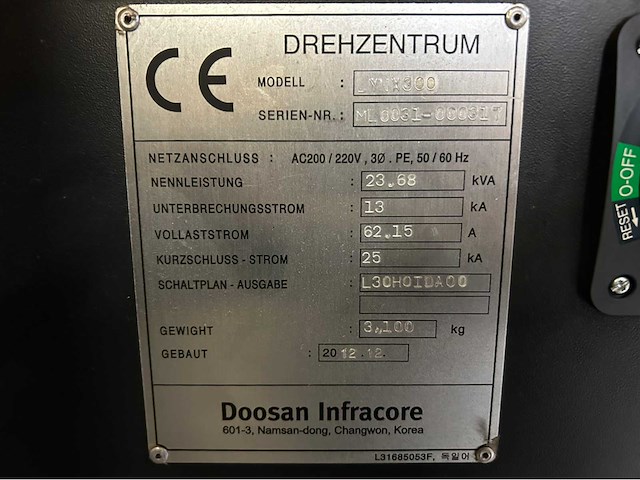 CE
DREHZENTRUM
MODELL :
SERIEN-NR. : ML0031-000317
NETZANSCHLUSS : AC200 / 220V , 3Ø . PE, 50 / 60 Hz
NENNLEISTUNG : 23.68 kVA
UNTERBRECHUNGSSTROM : 13 kA
VOLLASTSTROM : 62.15 A
KURZSCHLUSS - STROM : 25 kA
SCHALTPLAN - AUSGABE : L30H0IDA00
GEWIGHT : 3,100 kg
GEBAUT : 2012.12.
Doosan Infracore
601-3, Namsan-dong, Changwon, Korea
L31685053F, 독일어
RESET O-OFF